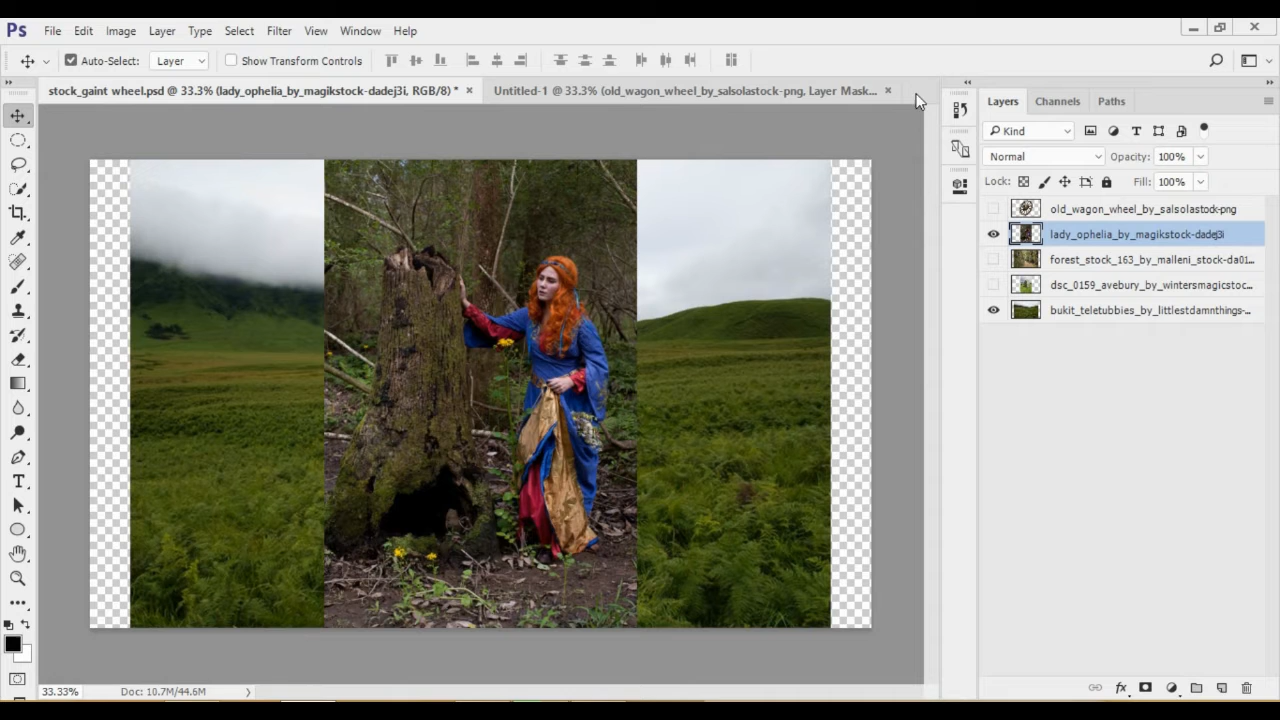 Ps File Edit Image Layer Type Select Filter View Window Help
Auto-Select: Layer Show Transform Controls
stock_gaint wheel.psd @ 33.3% (lady_ophelia_by_magikstock-dadej3i, RGB/8) * × Untitled-1 @ 33.3% (old_wagon_wheel_by_salsolastock-png, Layer Mask... ×
Layers Channels Paths
Kind
Normal Opacity: 100%
Lock: Fill: 100%
old_wagon_wheel_by_salsolastock-png
lady_ophelia_by_magikstock-dadej3i
forest_stock_163_by_malleni_stock-da01...
dsc_0159_avebury_by_wintersmagicstoc...
bukit_teletubbies_by_littlestdamnthings-...
33.33% Doc: 10.7M/44.6M